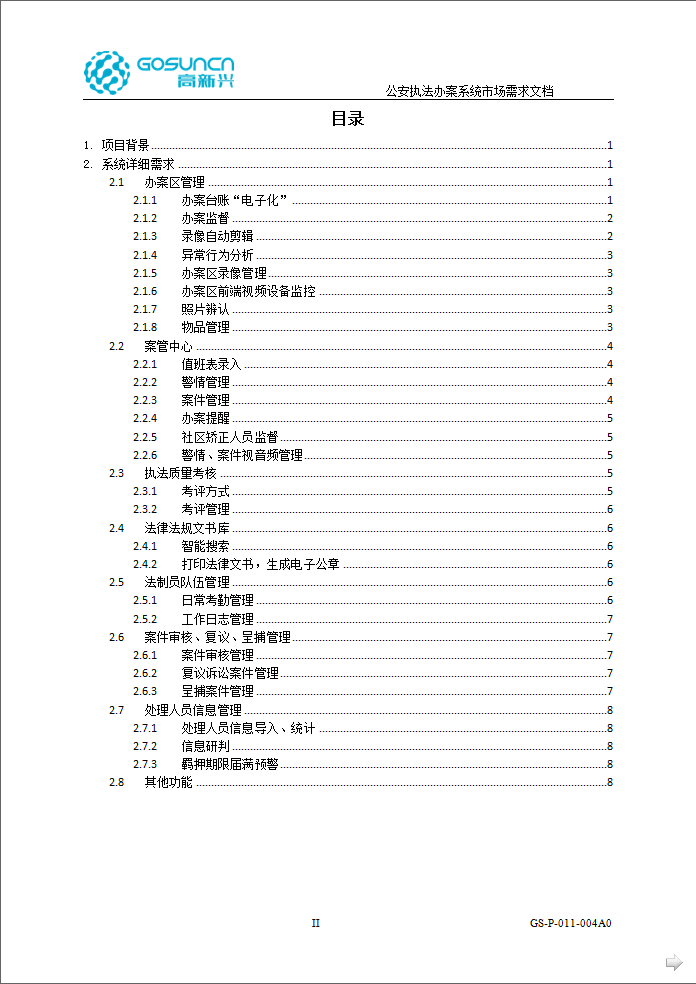 GOSUNCN
高新兴
公安执法办案系统市场需求文档
目录
1. 项目背景 1
2. 系统详细需求 1
2.1 办案区管理 1
2.1.1 办案台账“电子化” 1
2.1.2 办案监督 2
2.1.3 录像自动剪辑 2
2.1.4 异常行为分析 3
2.1.5 办案区录像管理 3
2.1.6 办案区前端视频设备监控 3
2.1.7 照片辨认 3
2.1.8 物品管理 3
2.2 案管中心 4
2.2.1 值班表录入 4
2.2.2 警情管理 4
2.2.3 案件管理 4
2.2.4 办案提醒 5
2.2.5 社区矫正人员监督 5
2.2.6 警情、案件视音频管理 5
2.3 执法质量考核 5
2.3.1 考评方式 5
2.3.2 考评管理 6
2.4 法律法规文书库 6
2.4.1 智能搜索 6
2.4.2 打印法律文书，生成电子公章 6
2.5 法制员队伍管理 6
2.5.1 日常考勤管理 6
2.5.2 工作日志管理 7
2.6 案件审核、复议、呈捕管理 7
2.6.1 案件审核管理 7
2.6.2 复议诉讼案件管理 7
2.6.3 呈捕案件管理 7
2.7 处理人员信息管理 8
2.7.1 处理人员信息导入、统计 8
2.7.2 信息研判 8
2.7.3 羁押期限届满预警 8
2.8 其他功能 8
II GS-P-011-004A0